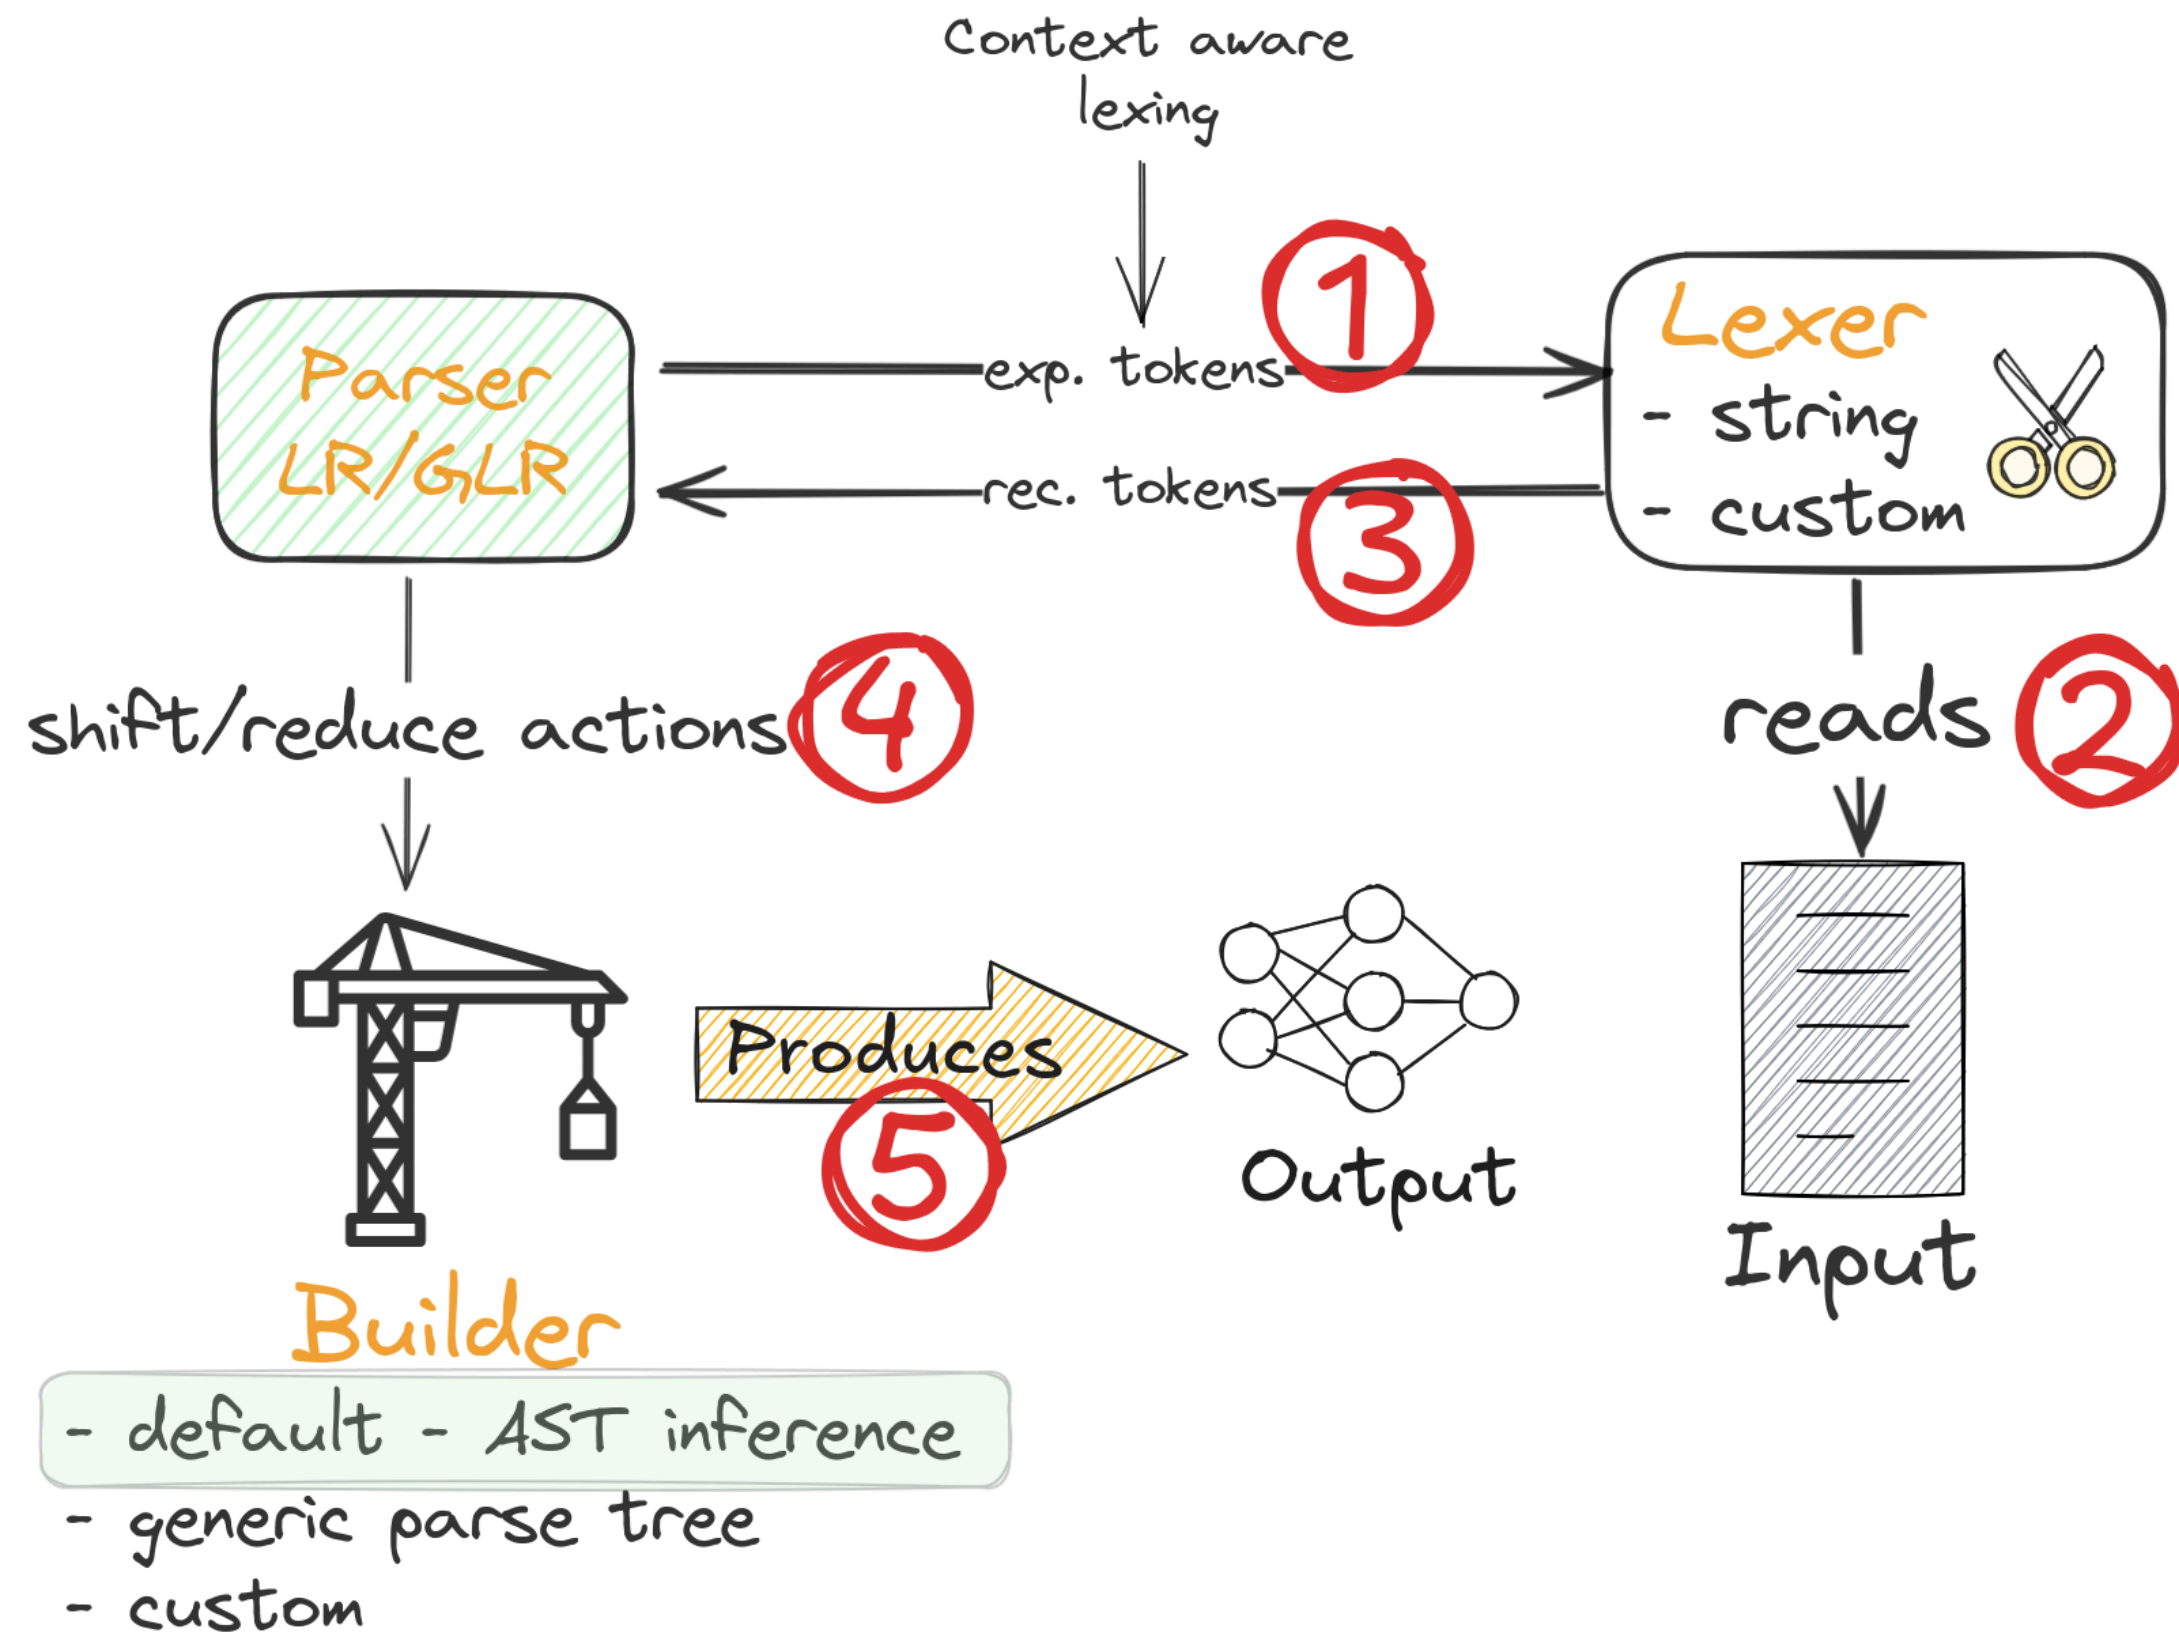 Context aware
lexing
1
exp. tokens
Parser
LR/GLR
Lexer
- string
- custom
rec. tokens
3
shift/reduce actions
4
reads
2
Produces
5
Output
Input
Builder
- default - AST inference
- generic parse tree
- custom